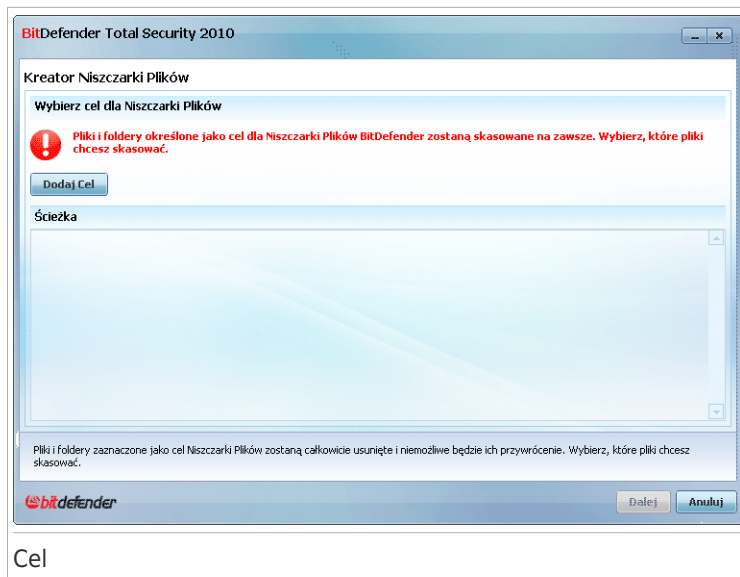 BitDefender Total Security 2010
Kreator Niszczarki Plików
Wybierz cel dla Niszczarki Plików
Pliki i foldery określone jako cel dla Niszczarki Plików BitDefender zostaną skasowane na zawsze. Wybierz, które pliki
chcesz skasować.
Dodaj Cel
Ścieżka
Pliki i foldery zaznaczone jako cel Niszczarki Plików zostaną całkowicie usunięte i niemożliwe będzie ich przywrócenie. Wybierz, które pliki chcesz
skasować.
bitdefender
Dalej
Anuluj
Cel